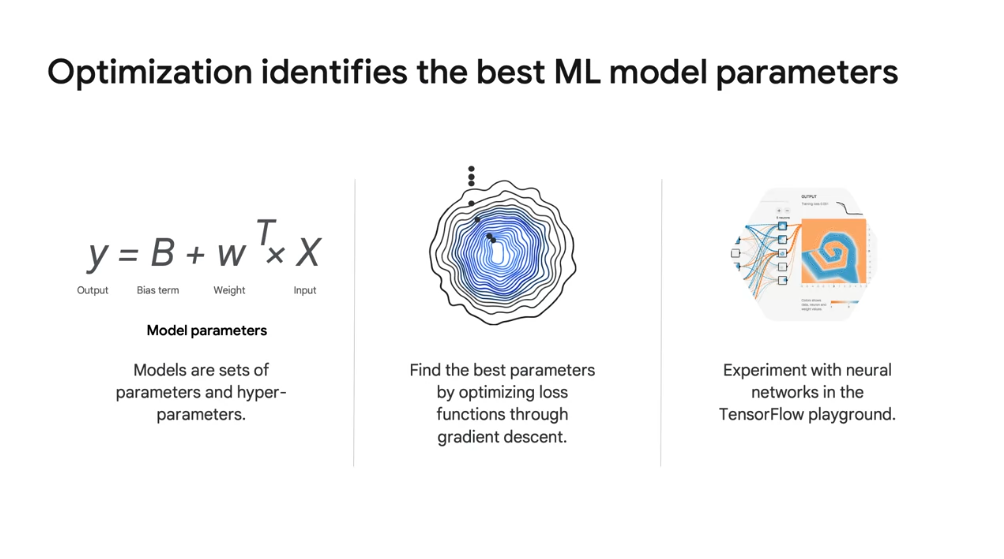 Optimization identifies the best ML model parameters
y = B + w T × X
Output Bias term Weight Input
Model parameters
Models are sets of
parameters and hyper-
parameters.
Find the best parameters
by optimizing loss
functions through
gradient descent.
OUTPUT
Experiment with neural
networks in the
TensorFlow playground.